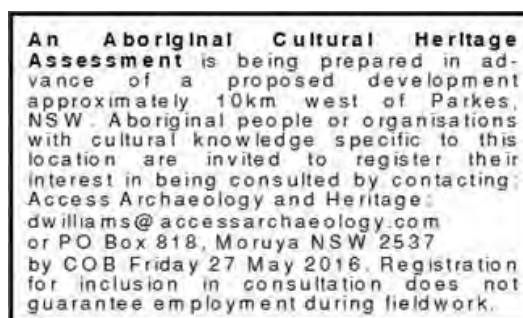 An Aboriginal Cultural Heritage
Assessment is being prepared in ad-
vance of a proposed development
approximately 10km west of Parkes,
NSW. Aboriginal people or organisations
with cultural knowledge specific to this
location are invited to register their
interest in being consulted by contacting:
Access Archaeology and Heritage:
dwilliams@accessarchaeology.com
or PO Box 818, Moruya NSW 2537
by COB Friday 27 May 2016. Registration
for inclusion in consultation does not
guarantee employment during fieldwork.